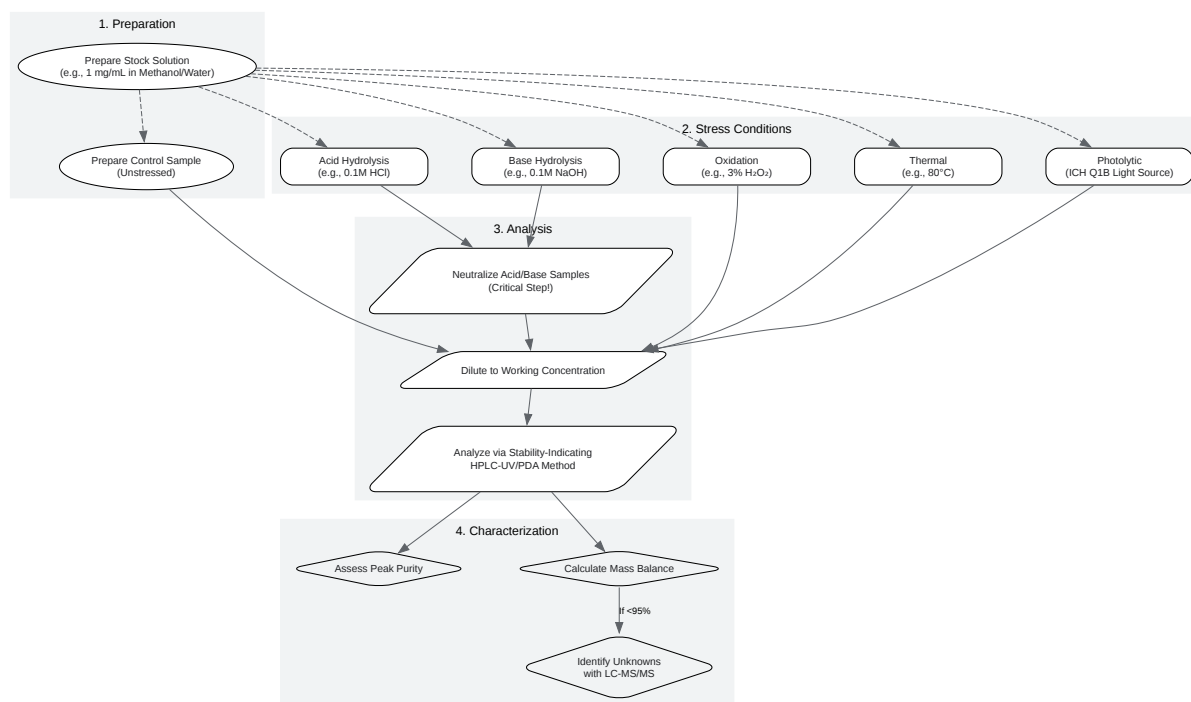 1. Preparation
Prepare Stock Solution
(e.g., 1 mg/mL in Methanol/Water)
Prepare Control Sample
(Unstressed)
2. Stress Conditions
Acid Hydrolysis
(e.g., 0.1M HCl)
Base Hydrolysis
(e.g., 0.1M NaOH)
Oxidation
(e.g., 3% H₂O₂)
Thermal
(e.g., 80°C)
Photolytic
(ICH Q1B Light Source)
3. Analysis
Neutralize Acid/Base Samples
(Critical Step!)
Dilute to Working Concentration
Analyze via Stability-Indicating
HPLC-UV/PDA Method
4. Characterization
Assess Peak Purity
Calculate Mass Balance
If <95%
Identify Unknowns
with LC-MS/MS